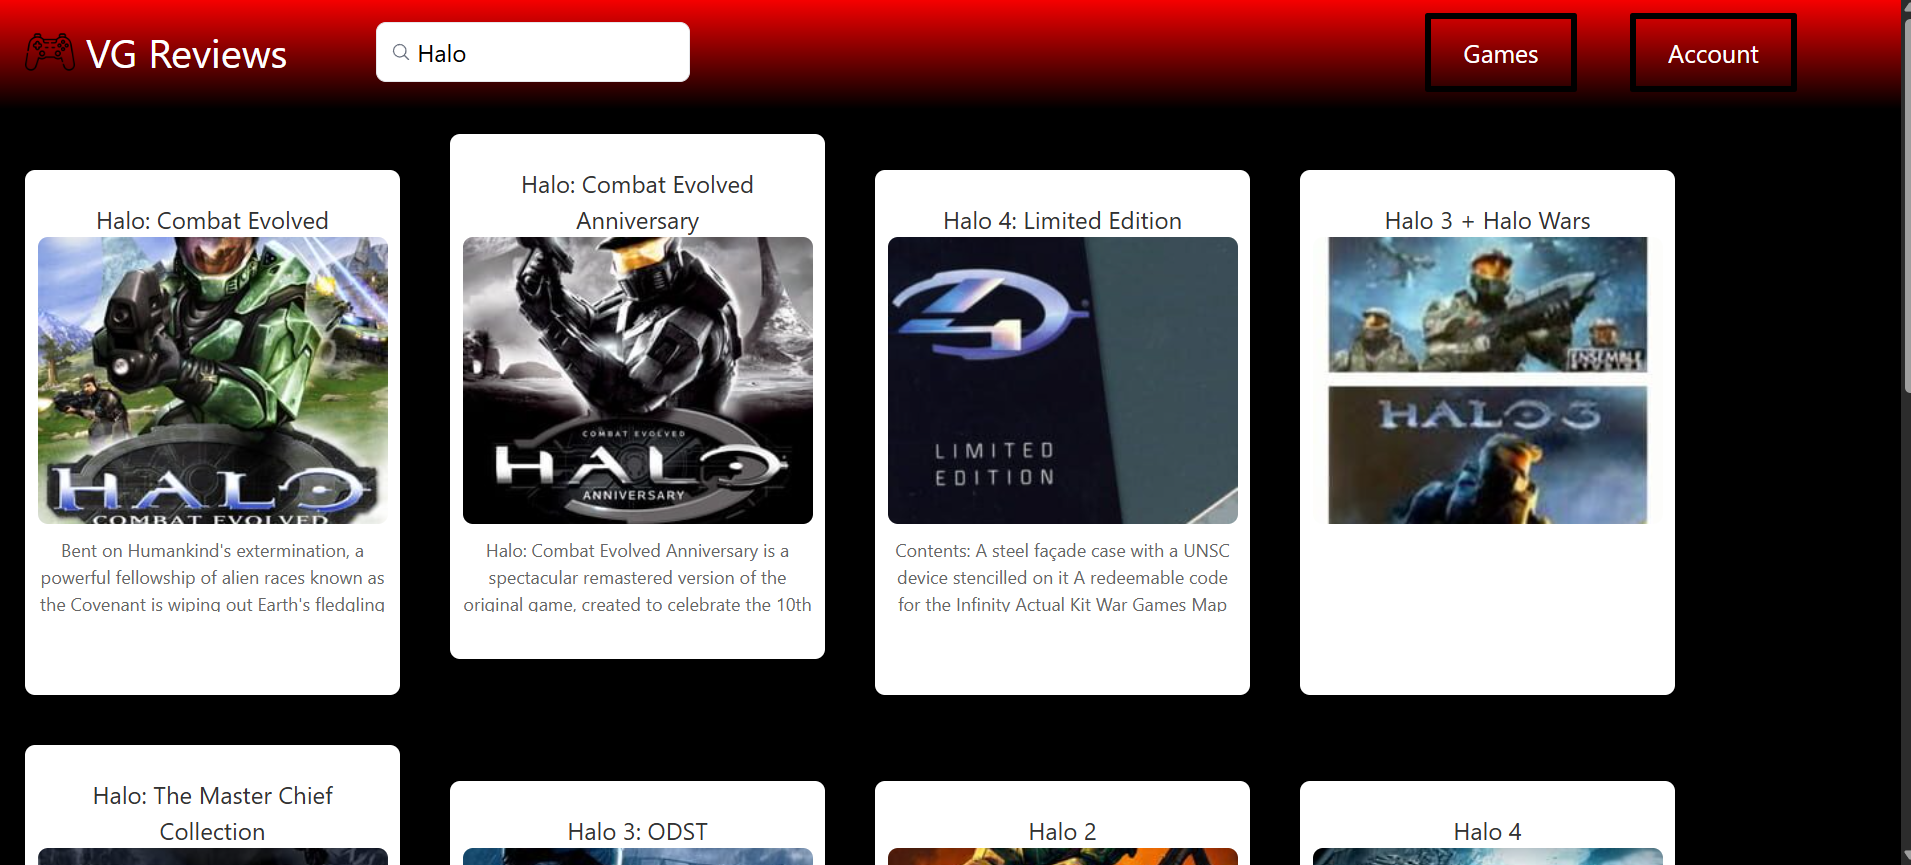 VG Reviews
Halo
Games
Account
Halo: Combat Evolved
HALO
COMBAT EVOLVED
Bent on Humankind's extermination, a
powerful fellowship of alien races known as
the Covenant is wiping out Earth's fledgling
Halo: Combat Evolved
Anniversary
COMBAT EVOLVED
HALO
ANNIVERSARY
Halo: Combat Evolved Anniversary is a
spectacular remastered version of the
original game, created to celebrate the 10th
Halo 4: Limited Edition
4
LIMITED
EDITION
Contents: A steel façade case with a UNSC
device stencilled on it A redeemable code
for the Infinity Actual Kit War Games Map
Halo 3 + Halo Wars
ENSEMBLE
STUDIOS
HALO 3
Halo: The Master Chief
Collection
Halo 3: ODST
Halo 2
Halo 4